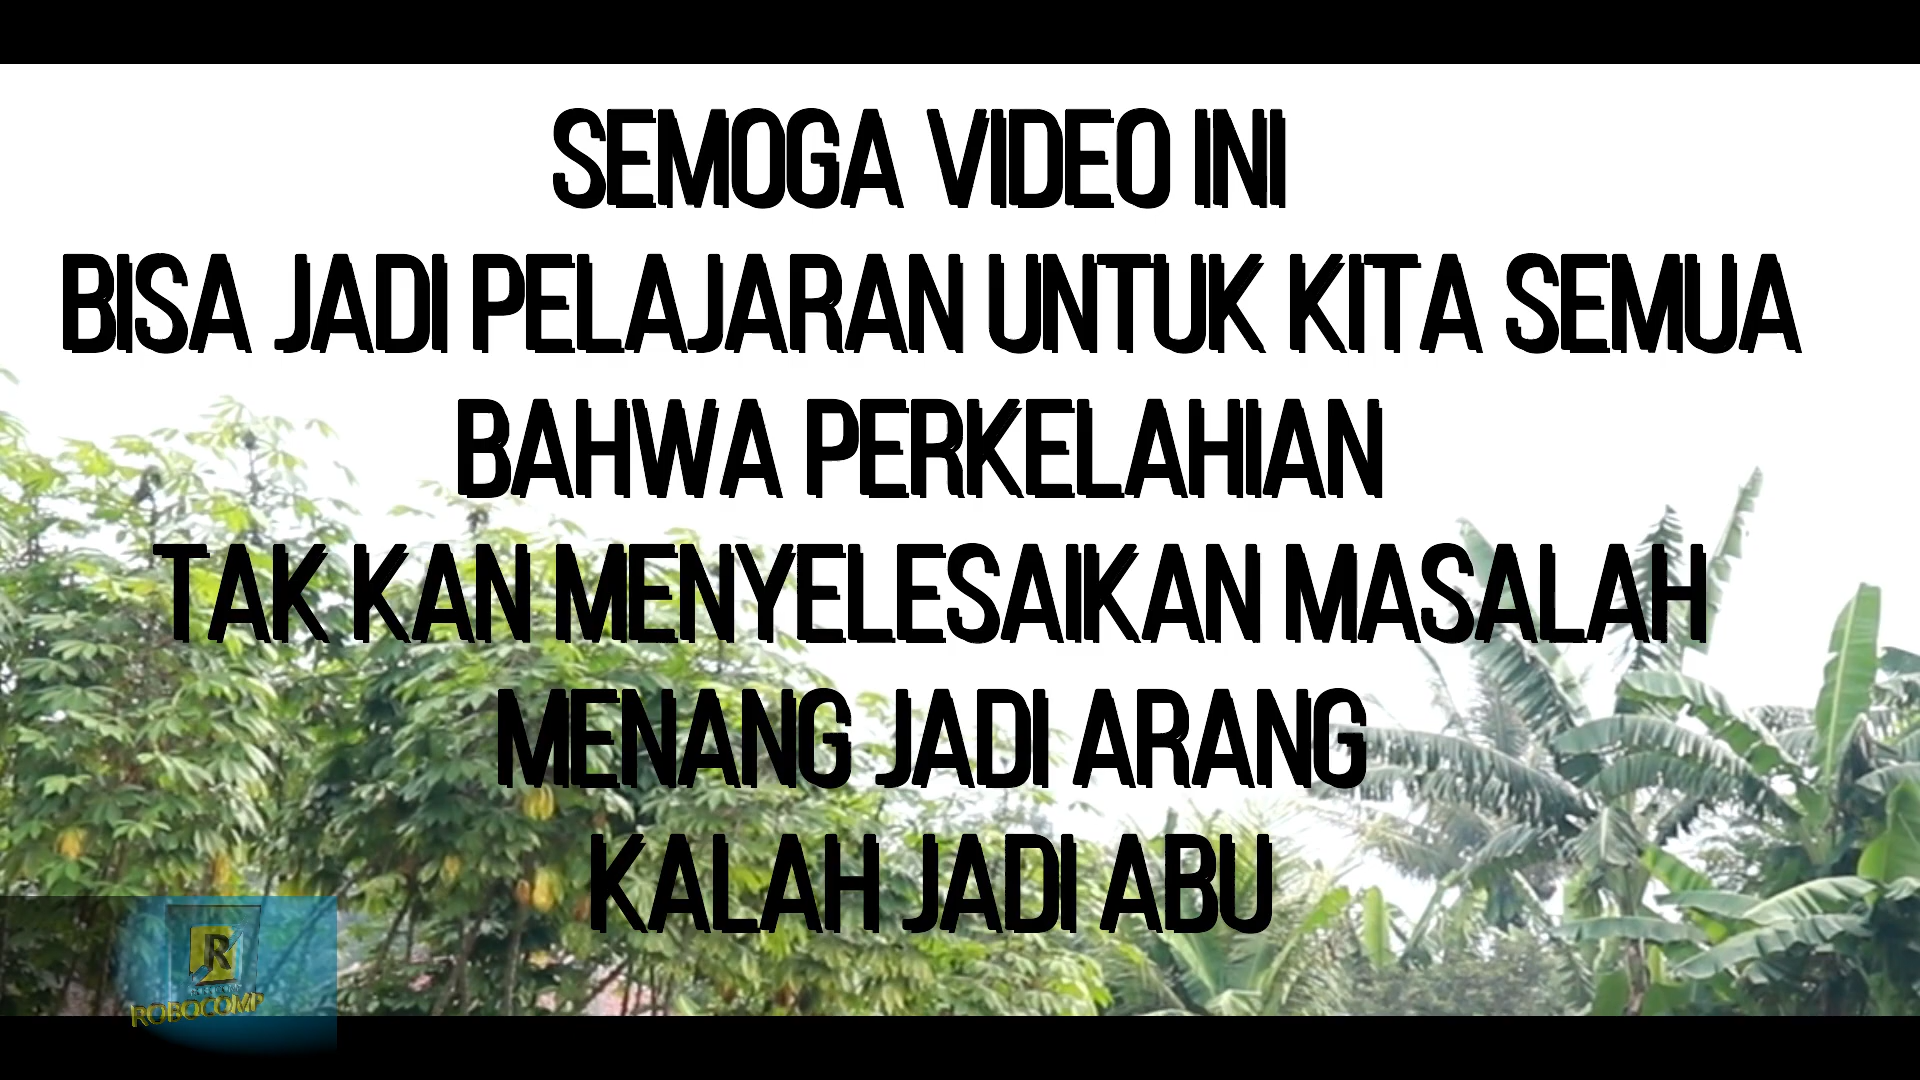 SEMOGA VIDEO INI
BISA JADI PELAJARAN UNTUK KITA SEMUA
BAHWA PERKELAHIAN
TAK KAN MENYELESAIKAN MASALAH
MENANG JADI ARANG
KALAH JADI ABU
R
ROBOCOMP